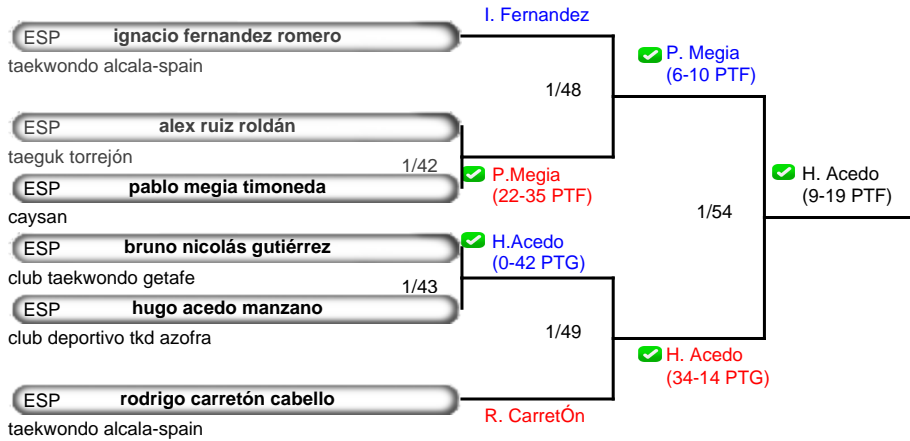 I. Fernandez
ESP ignacio fernandez romero
taekwondo alcala-spain
P. Megia
(6-10 PTF)
1/48
ESP alex ruiz roldán
taeguk torrejón
1/42
P.Megia
(22-35 PTF)
ESP pablo megia timoneda
caysan
H. Acedo
(9-19 PTF)
1/54
ESP bruno nicolás gutiérrez
club taekwondo getafe
H.Acedo
(0-42 PTG)
1/43
ESP hugo acedo manzano
club deportivo tkd azofra
1/49
H. Acedo
(34-14 PTG)
ESP rodrigo carretón cabello
taekwondo alcala-spain
R. CarretÓn